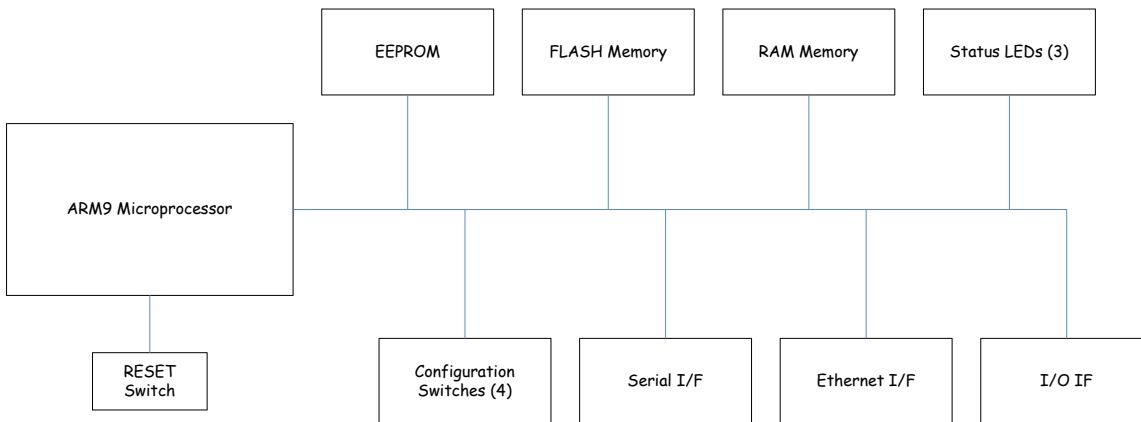 EEPROM
FLASH Memory
RAM Memory
Status LEDs (3)
ARM9 Microprocessor
RESET
Switch
Configuration
Switches (4)
Serial I/F
Ethernet I/F
I/O IF